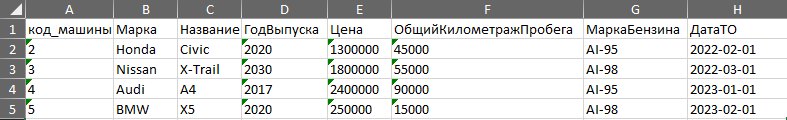 A B C D E F G H
1 код_машины Марка Название ГодВыпуска Цена ОбщийКилометражПробега МаркаБензина ДатаТО
2 2 Honda Civic 2020 1300000 45000 AI-95 2022-02-01
3 3 Nissan X-Trail 2030 1800000 55000 AI-98 2022-03-01
4 4 Audi A4 2017 2400000 90000 AI-95 2023-01-01
5 5 BMW X5 2020 250000 15000 AI-98 2023-02-01